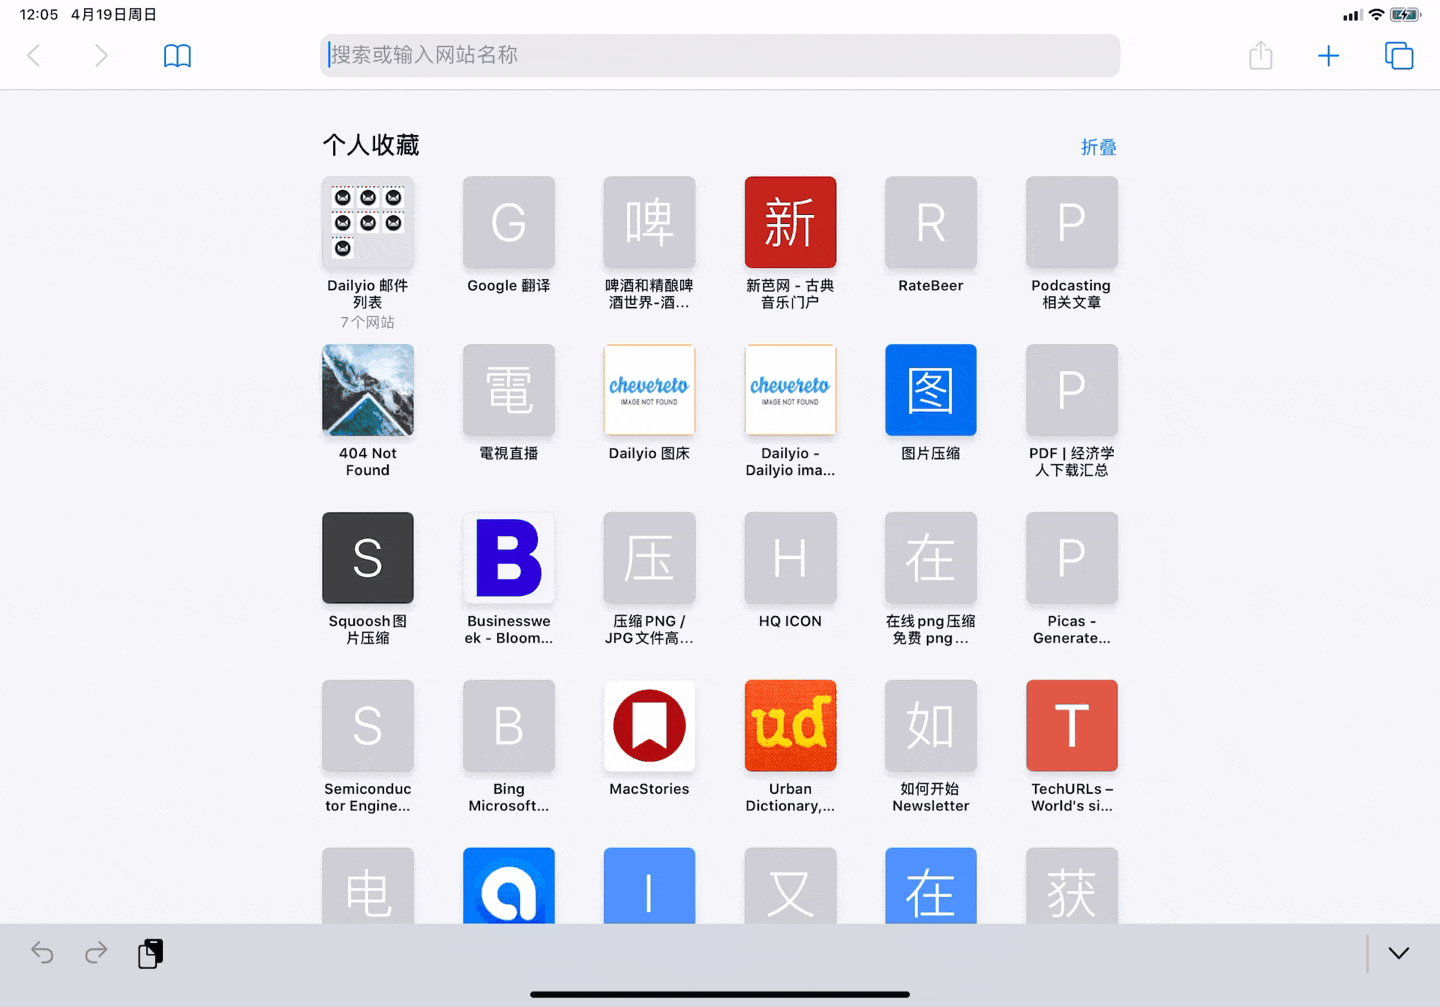 12:05 4月19日周日
搜索或输入网站名称
个人收藏
折叠
G
啤
新
R
P
Dailyio 邮件
列表
7个网站
Google 翻译
啤酒和精酿啤
酒世界-酒...
新芭网 - 古典
音乐门户
RateBeer
Podcasting
相关文章
電
chevereto
IMAGE NOT FOUND
chevereto
IMAGE NOT FOUND
图
P
404 Not
Found
電視直播
Dailyio 图床
Dailyio -
Dailyio ima...
图片压缩
PDF | 经济学
人下载汇总
S
B
压
H
在
P
Squoosh图
片压缩
Businesswe
ek - Bloom...
压缩 PNG /
JPG文件高...
HQ ICON
在线png压缩
免费 png...
Picas -
Generate...
S
B
ud
如
T
Semiconduc
tor Engine...
Bing
Microsoft...
MacStories
Urban
Dictionary,...
如何开始
Newsletter
TechURLs –
World's si...
电
a
I
又
在
获